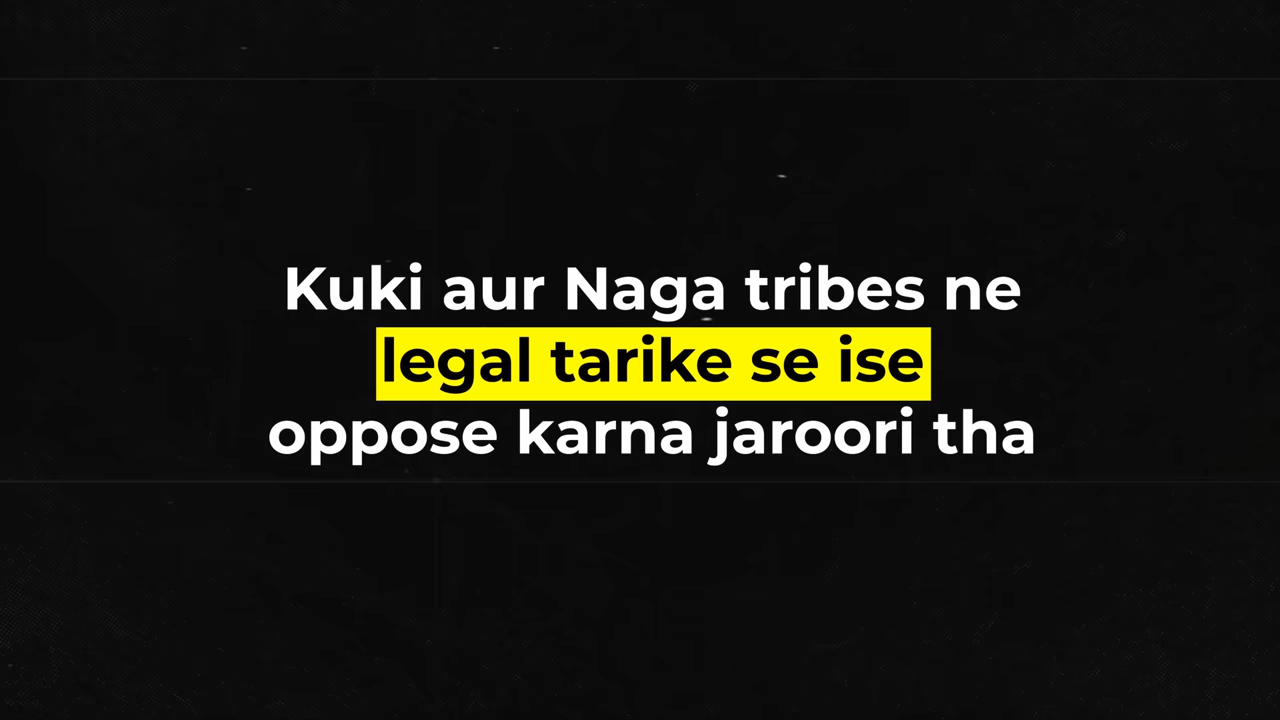 Kuki aur Naga tribes ne
legal tarike se ise
oppose karna jaroori tha